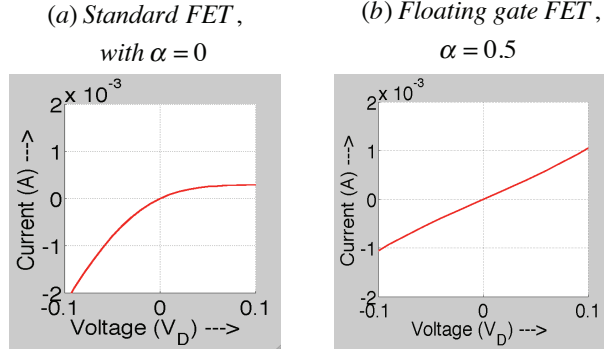 (a) Standard FET,
with α = 0
(b) Floating gate FET,
α = 0.5
2 x 10⁻³
1
0
-1
-2
-0.1 0 0.1
Current (A) --->
Voltage (V_D) --->
2 x 10⁻³
1
0
-1
-2
-0.1 0 0.1
Current (A) --->
Voltage (V_D) --->